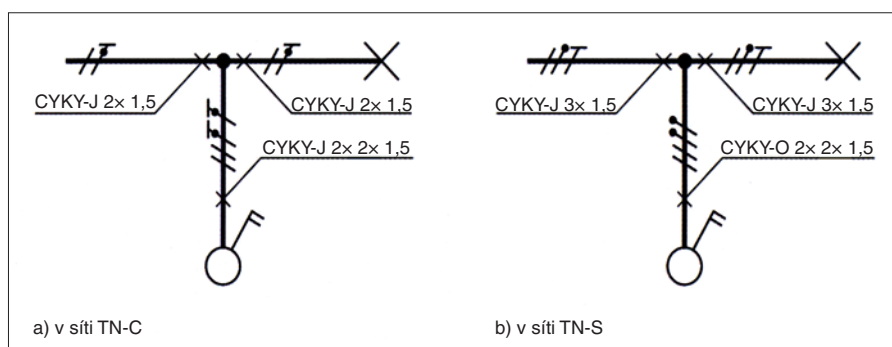 CYKY-J 2× 1,5
CYKY-J 2× 1,5
CYKY-J 2× 2× 1,5
a) v síti TN-C
CYKY-J 3× 1,5
CYKY-J 3× 1,5
CYKY-O 2× 2× 1,5
b) v síti TN-S